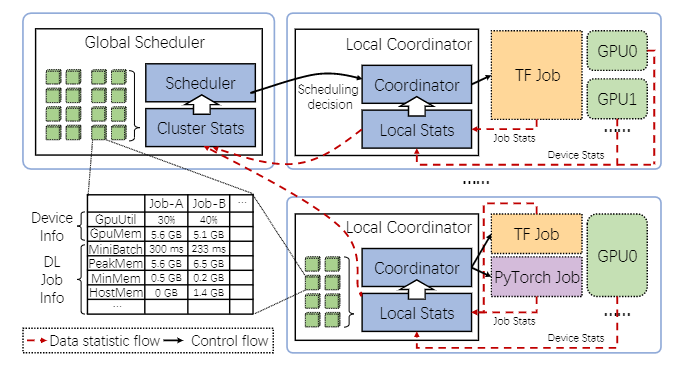 Global Scheduler
Scheduler
Cluster Stats
Scheduling
decision
Local Coordinator
Coordinator
Local Stats
TF Job
GPU0
GPU1
......
Job Stats
Device Stats
......
Device
Info
DL
Job
Info
Job-A Job-B ...
GpuUtil 30% 40%
GpuMem 5.6 GB 5.1 GB
MiniBatch 300 ms 233 ms
PeakMem 5.6 GB 6.5 GB
MinMem 0.5 GB 0.2 GB
HostMem 0 GB 1.4 GB
...
Local Coordinator
Coordinator
Local Stats
TF Job
PyTorch Job
GPU0
......
Job Stats
Device Stats
Data statistic flow
Control flow